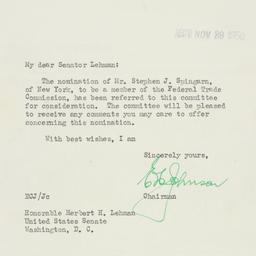 NOV 29 1950
My dear Senator Lehman:
The nomination of Mr. Stephen J. Spingarn,
of New York, to be a member of the Federal Trade
Commission, has been referred to this committee
for consideration. The committee will be pleased
to receive any comments you may care to offer
concerning this nomination.
With best wishes, I am
Sincerely yours,
E C Johnson
Chairman
ECJ/Jc
Honorable Herbert H. Lehman
United States Senate
Washington, D. C.